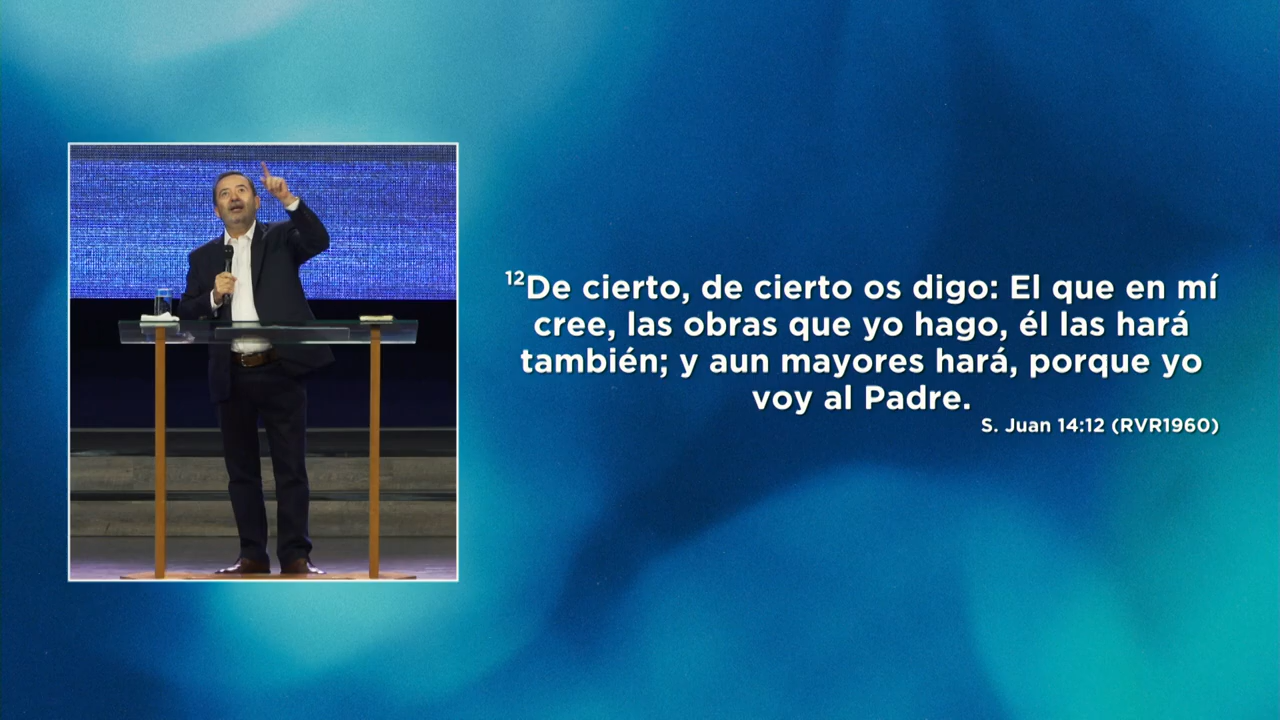 ¹²De cierto, de cierto os digo: El que en mí
cree, las obras que yo hago, él las hará
también; y aun mayores hará, porque yo
voy al Padre.
S. Juan 14:12 (RVR1960)